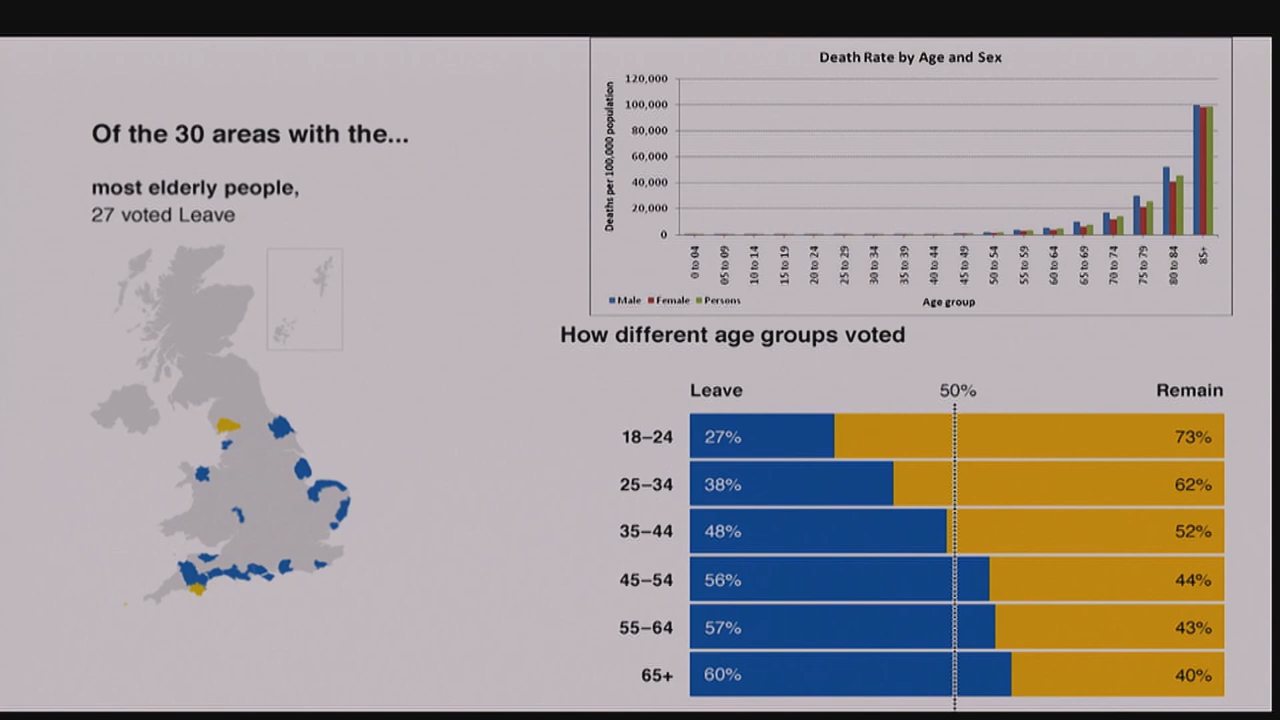 Of the 30 areas with the...
most elderly people,
27 voted Leave
Death Rate by Age and Sex
Deaths per 100,000 population
120,000
100,000
80,000
60,000
40,000
20,000
0
0 to 04
05 to 09
10 to 14
15 to 19
20 to 24
25 to 29
30 to 34
35 to 39
40 to 44
45 to 49
50 to 54
55 to 59
60 to 64
65 to 69
70 to 74
75 to 79
80 to 84
85+
Male Female Persons
Age group
How different age groups voted
Leave 50% Remain
18–24 27% 73%
25–34 38% 62%
35–44 48% 52%
45–54 56% 44%
55–64 57% 43%
65+ 60% 40%